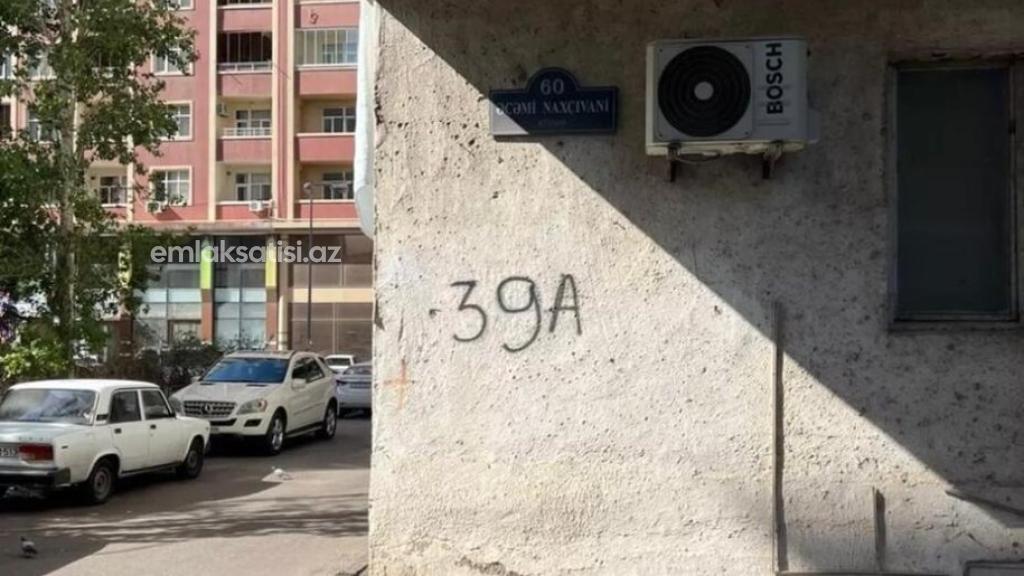 60
ƏCƏMİ NAXÇIVANİ
BOSCH
emlaksatisi.az
39A